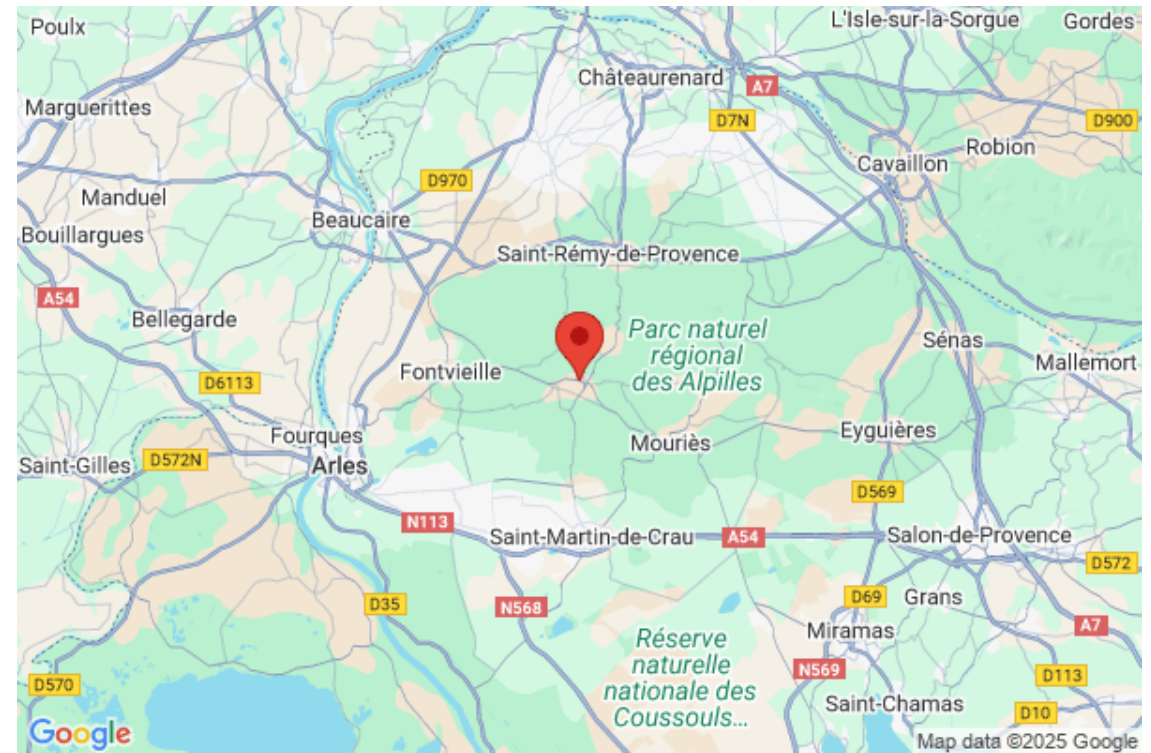 Poulx
L'Isle-sur-la-Sorgue
Gordes
Châteaurenard
A7
Marguerittes
D7N
D900
Robion
Cavaillon
D970
Manduel
Beaucaire
Bouillargues
Saint-Rémy-de-Provence
A54
Bellegarde
Parc naturel
régional
des Alpilles
Sénas
Mallemort
Fontvieille
D6113
Fourques
Mouriès
Eyguières
Saint-Gilles
D572N
Arles
D569
N113
Saint-Martin-de-Crau
A54
Salon-de-Provence
D572
D35
N568
D69
Grans
A7
Réserve
naturelle
nationale des
Coussouls...
Miramas
N569
D113
D570
Saint-Chamas
D10
Google
Map data ©2025 Google